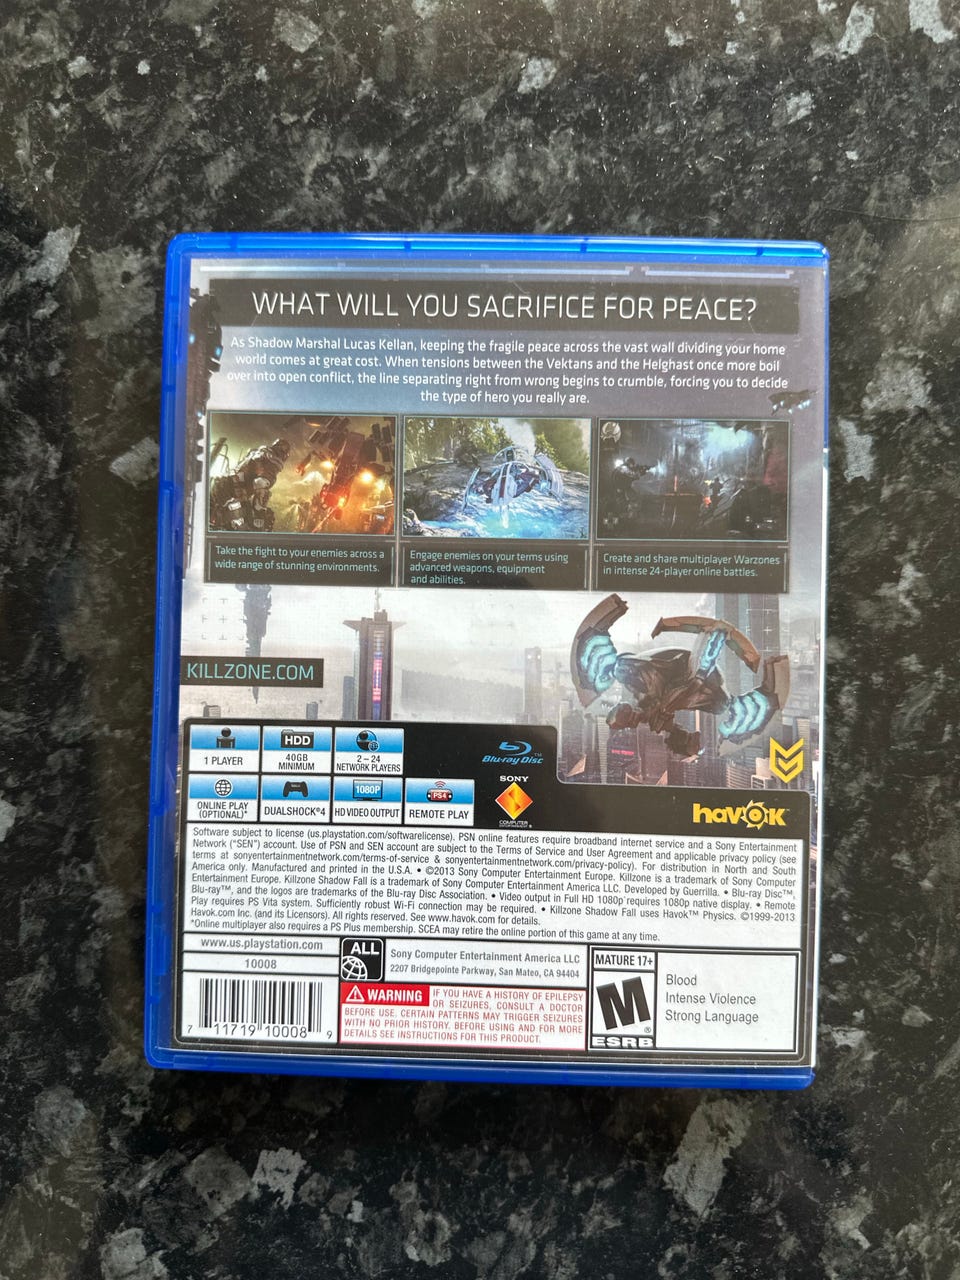 WHAT WILL YOU SACRIFICE FOR PEACE?
As Shadow Marshal Lucas Kellan, keeping the fragile peace across the vast wall dividing your home
world comes at great cost. When tensions between the Vektans and the Helghast once more boil
over into open conflict, the line separating right from wrong begins to crumble, forcing you to decide
the type of hero you really are.
Take the fight to your enemies across a
wide range of stunning environments.
Engage enemies on your terms using
advanced weapons, equipment
and abilities.
Create and share multiplayer Warzones
in intense 24-player online battles.
KILLZONE.COM
1 PLAYER
HDD
40GB
MINIMUM
2 – 24
NETWORK PLAYERS
Blu-ray Disc™
ONLINE PLAY
(OPTIONAL)*
DUALSHOCK®4
1080P
HD VIDEO OUTPUT
PS4
REMOTE PLAY
SONY
COMPUTER
ENTERTAINMENT®
havok™
Software subject to license (us.playstation.com/softwarelicense). PSN online features require broadband internet service and a Sony Entertainment
Network (“SEN”) account. Use of PSN and SEN account are subject to the Terms of Service and User Agreement and applicable privacy policy (see
terms at sonyentertainmentnetwork.com/terms-of-service & sonyentertainmentnetwork.com/privacy-policy). For distribution in North and South
America only. Manufactured and printed in the U.S.A. • ©2013 Sony Computer Entertainment Europe. Killzone is a trademark of Sony Computer
Entertainment Europe. Killzone Shadow Fall is a trademark of Sony Computer Entertainment America LLC. Developed by Guerrilla. • Blu-ray Disc™,
Blu-ray™, and the logos are trademarks of the Blu-ray Disc Association. • Video output in Full HD 1080p requires 1080p native display. • Remote
Play requires PS Vita system. Sufficiently robust Wi-Fi connection may be required. • Killzone Shadow Fall uses Havok™ Physics. ©1999-2013
Havok.com Inc. (and its Licensors). All rights reserved. See www.havok.com for details.
*Online multiplayer also requires a PS Plus membership. SCEA may retire the online portion of this game at any time.
www.us.playstation.com
10008
7 11719 10008 9
ALL
Sony Computer Entertainment America LLC
2207 Bridgepointe Parkway, San Mateo, CA 94404
WARNING IF YOU HAVE A HISTORY OF EPILEPSY
OR SEIZURES, CONSULT A DOCTOR
BEFORE USE. CERTAIN PATTERNS MAY TRIGGER SEIZURES
WITH NO PRIOR HISTORY. BEFORE USING AND FOR MORE
DETAILS SEE INSTRUCTIONS FOR THIS PRODUCT.
MATURE 17+
M®
ESRB
Blood
Intense Violence
Strong Language